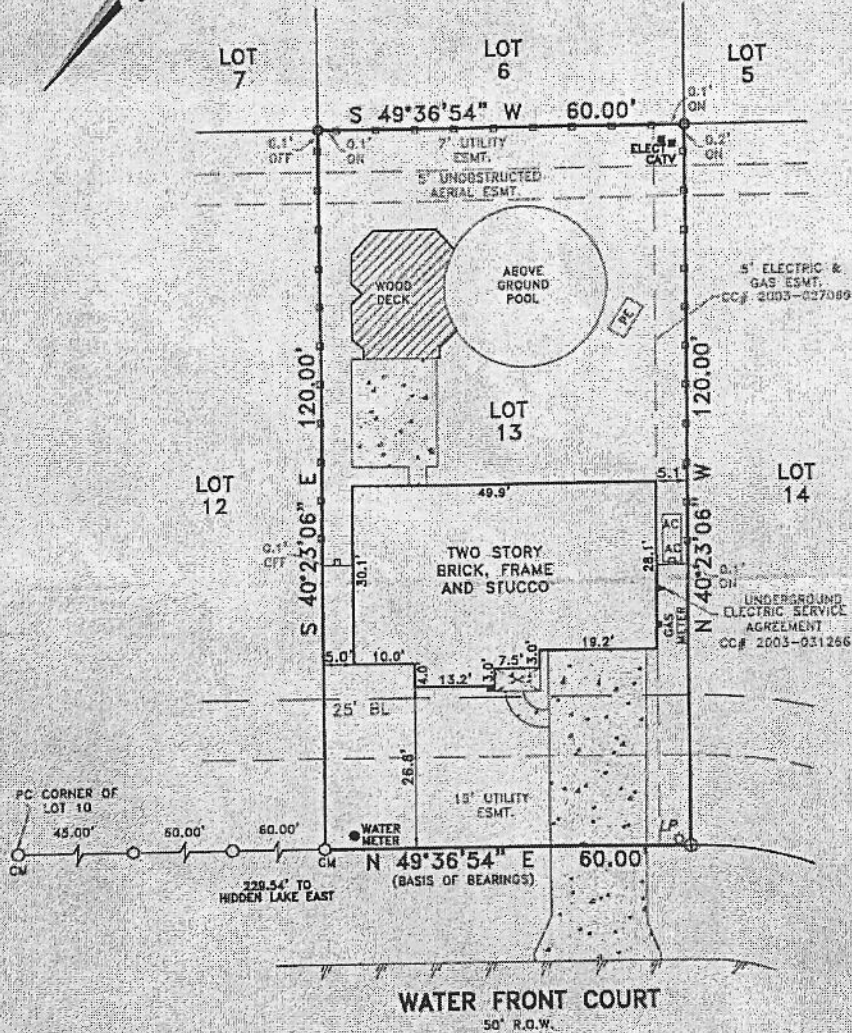 LOT
7
LOT
6
LOT
5
S 49°36'54" W 60.00'
0.1'
ON
0.1'
OFF
0.1'
ON
7' UTILITY
ESMT.
ELECT
CATV
0.2'
ON
5' UNOBSTRUCTED
AERIAL ESMT.
WOOD
DECK
ABOVE
GROUND
POOL
PE
5' ELECTRIC &
GAS ESMT.
CC# 2003-027089
S 40°23'06" E 120.00'
N 40°23'06" W 120.00'
LOT
13
LOT
12
LOT
14
5.1'
49.9'
0.1'
OFF
30.1'
TWO STORY
BRICK, FRAME
AND STUCCO
28.1'
AC
AC
0.1'
ON
UNDERGROUND
ELECTRIC SERVICE
AGREEMENT
CC# 2003-031266
GAS
METER
5.0'
10.0'
4.0'
13.2'
3.0'
7.5'
3.0'
19.2'
25' BL
26.8'
15' UTILITY
ESMT.
PC CORNER OF
LOT 10
45.00'
60.00'
WATER
METER
LP
CM
CM
N 49°36'54" E 60.00'
(BASIS OF BEARINGS)
229.54' TO
HIDDEN LAKE EAST
WATER FRONT COURT
50' R.O.W.